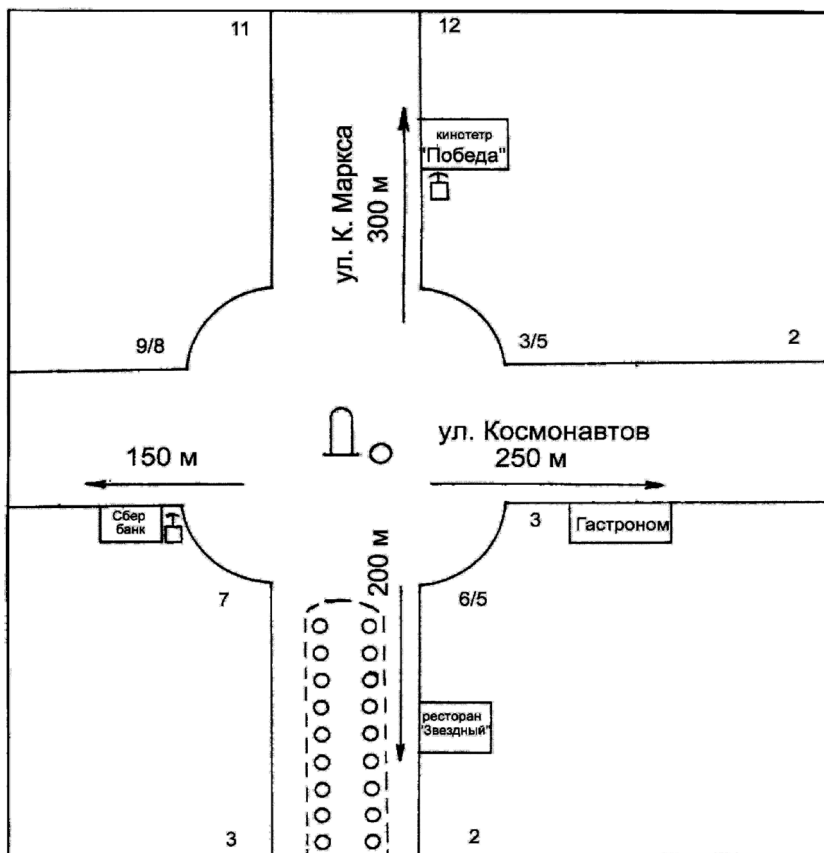 11
12
кинотетр
"Победа"
ул. К. Маркса
300 м
9/8
3/5
2
ул. Космонавтов
150 м
250 м
Сбер
банк
3
Гастроном
200 м
7
6/5
ресторан
"Звездный"
3
2